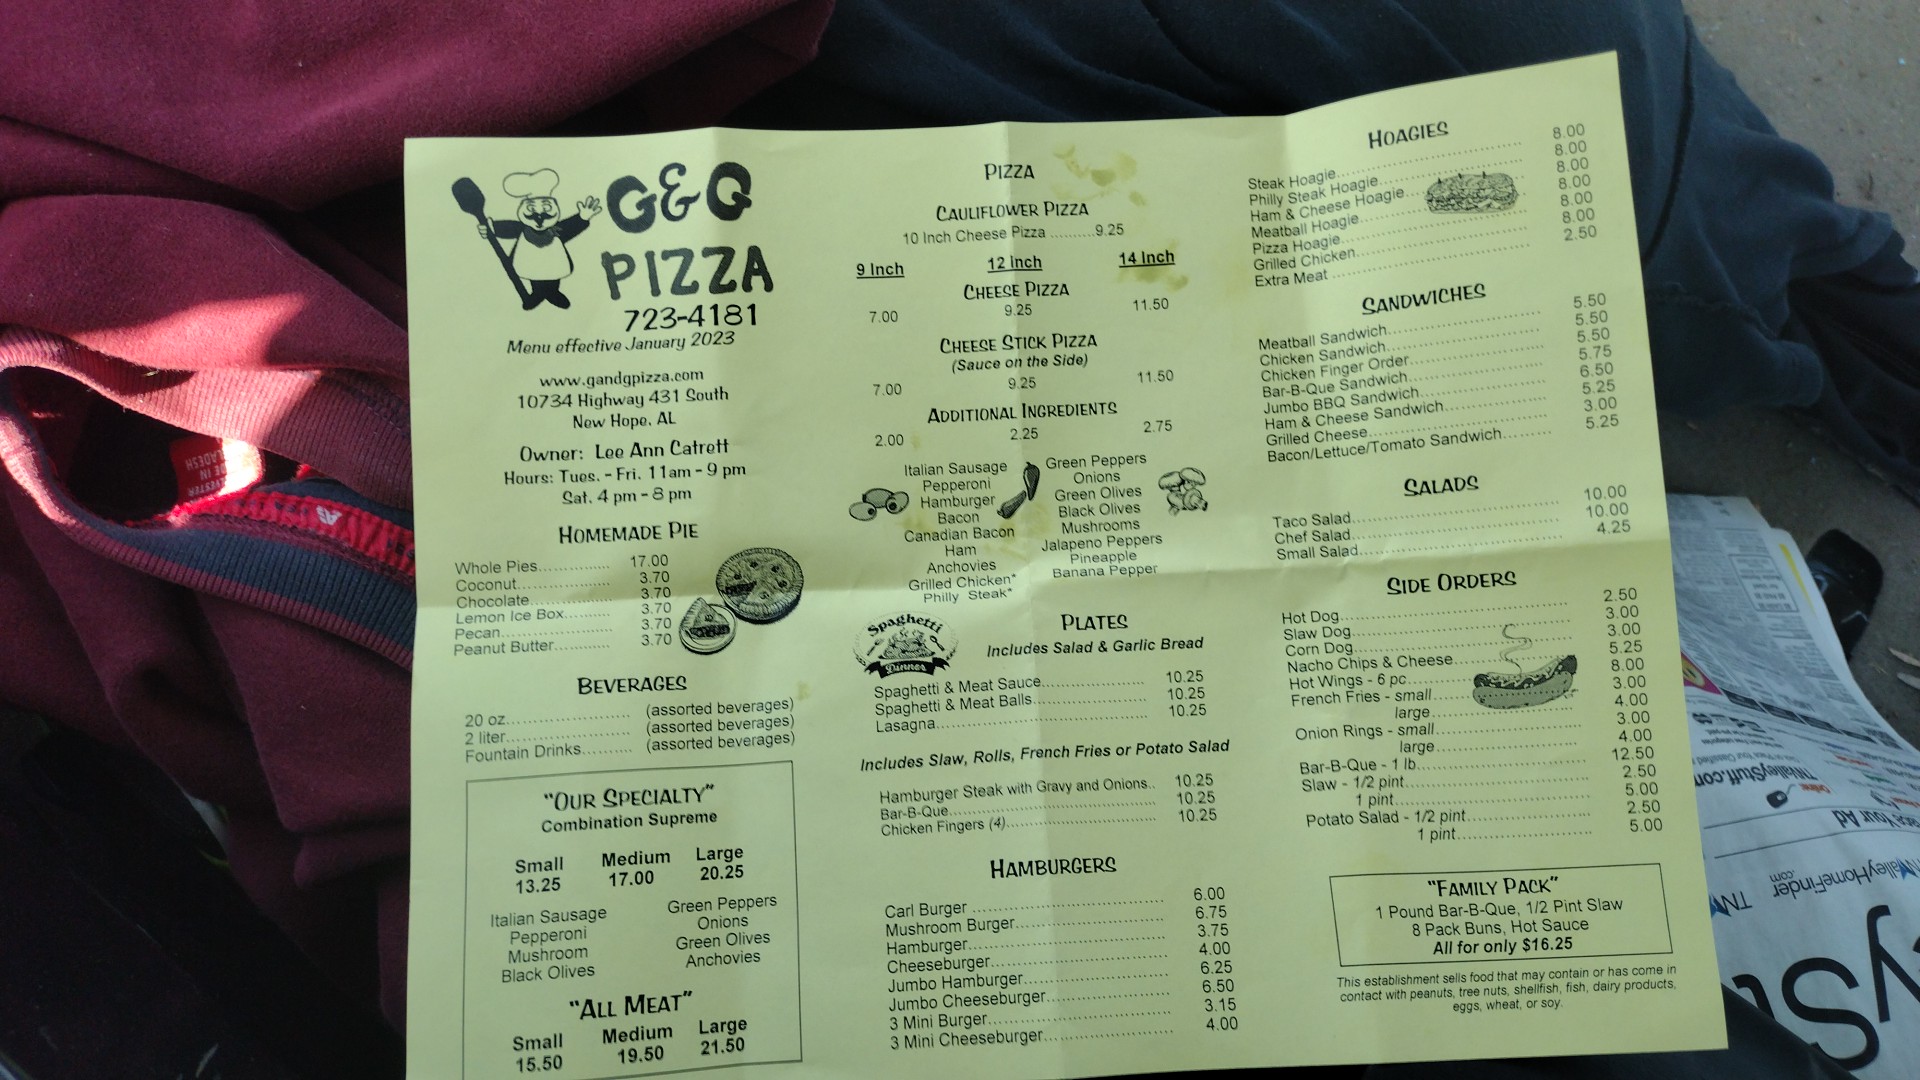 G&G
PIZZA
723-4181
Menu effective January 2023
www.gandgpizza.com
10734 Highway 431 South
New Hope, AL
Owner: Lee Ann Catrett
Hours: Tues. - Fri. 11am - 9 pm
Sat. 4 pm - 8 pm
HOMEMADE PIE
Whole Pies.............. 17.00
Coconut.................. 3.70
Chocolate................ 3.70
Lemon Ice Box.......... 3.70
Pecan..................... 3.70
Peanut Butter............ 3.70
BEVERAGES
20 oz......................... (assorted beverages)
2 liter........................ (assorted beverages)
Fountain Drinks.......... (assorted beverages)
"OUR SPECIALTY"
Combination Supreme
Small Medium Large
13.25 17.00 20.25
Italian Sausage Green Peppers
Pepperoni Onions
Mushroom Green Olives
Black Olives Anchovies
"ALL MEAT"
Small Medium Large
15.50 19.50 21.50
PIZZA
CAULIFLOWER PIZZA
10 Inch Cheese Pizza ..........9.25
9 Inch 12 inch 14 Inch
CHEESE PIZZA
7.00 9.25 11.50
CHEESE STICK PIZZA
(Sauce on the Side)
7.00 9.25 11.50
ADDITIONAL INGREDIENTS
2.00 2.25 2.75
Italian Sausage Green Peppers
Pepperoni Onions
Hamburger Green Olives
Bacon Black Olives
Canadian Bacon Mushrooms
Ham Jalapeno Peppers
Anchovies Pineapple
Grilled Chicken* Banana Pepper
Philly Steak*
Spaghetti
Dinner
PLATES
Includes Salad & Garlic Bread
Spaghetti & Meat Sauce...................... 10.25
Spaghetti & Meat Balls........................ 10.25
Lasagna............................................ 10.25
Includes Slaw, Rolls, French Fries or Potato Salad
Hamburger Steak with Gravy and Onions.. 10.25
Bar-B-Que.......................................... 10.25
Chicken Fingers (4).............................. 10.25
HAMBURGERS
Carl Burger ....................................... 6.00
Mushroom Burger............................... 6.75
Hamburger........................................ 3.75
Cheeseburger.................................... 4.00
Jumbo Hamburger.............................. 6.25
Jumbo Cheeseburger.......................... 6.50
3 Mini Burger..................................... 3.15
3 Mini Cheeseburger........................... 4.00
HOAGIES
Steak Hoagie..................................... 8.00
Philly Steak Hoagie............................. 8.00
Ham & Cheese Hoagie........................ 8.00
Meatball Hoagie................................. 8.00
Pizza Hoagie..................................... 8.00
Grilled Chicken................................... 8.00
Extra Meat ........................................ 2.50
SANDWICHES
Meatball Sandwich.............................. 5.50
Chicken Sandwich............................... 5.50
Chicken Finger Order........................... 5.50
Bar-B-Que Sandwich........................... 5.75
Jumbo BBQ Sandwich......................... 6.50
Ham & Cheese Sandwich.................... 5.25
Grilled Cheese................................... 3.00
Bacon/Lettuce/Tomato Sandwich......... 5.25
SALADS
Taco Salad........................................ 10.00
Chef Salad........................................ 10.00
Small Salad....................................... 4.25
SIDE ORDERS
Hot Dog............................................ 2.50
Slaw Dog.......................................... 3.00
Corn Dog.......................................... 3.00
Nacho Chips & Cheese....................... 5.25
Hot Wings - 6 pc................................. 8.00
French Fries - small............................ 3.00
large............................ 4.00
Onion Rings - small............................ 3.00
large............................ 4.00
Bar-B-Que - 1 lb................................. 12.50
Slaw - 1/2 pint................................... 2.50
1 pint...................................... 5.00
Potato Salad - 1/2 pint........................ 2.50
1 pint........................... 5.00
"FAMILY PACK"
1 Pound Bar-B-Que, 1/2 Pint Slaw
8 Pack Buns, Hot Sauce
All for only $16.25
This establishment sells food that may contain or has come in
contact with peanuts, tree nuts, shellfish, fish, dairy products,
eggs, wheat, or soy.
TNValleyStuff.com
Your Ad
ValleyHomeFinder
.com
TN